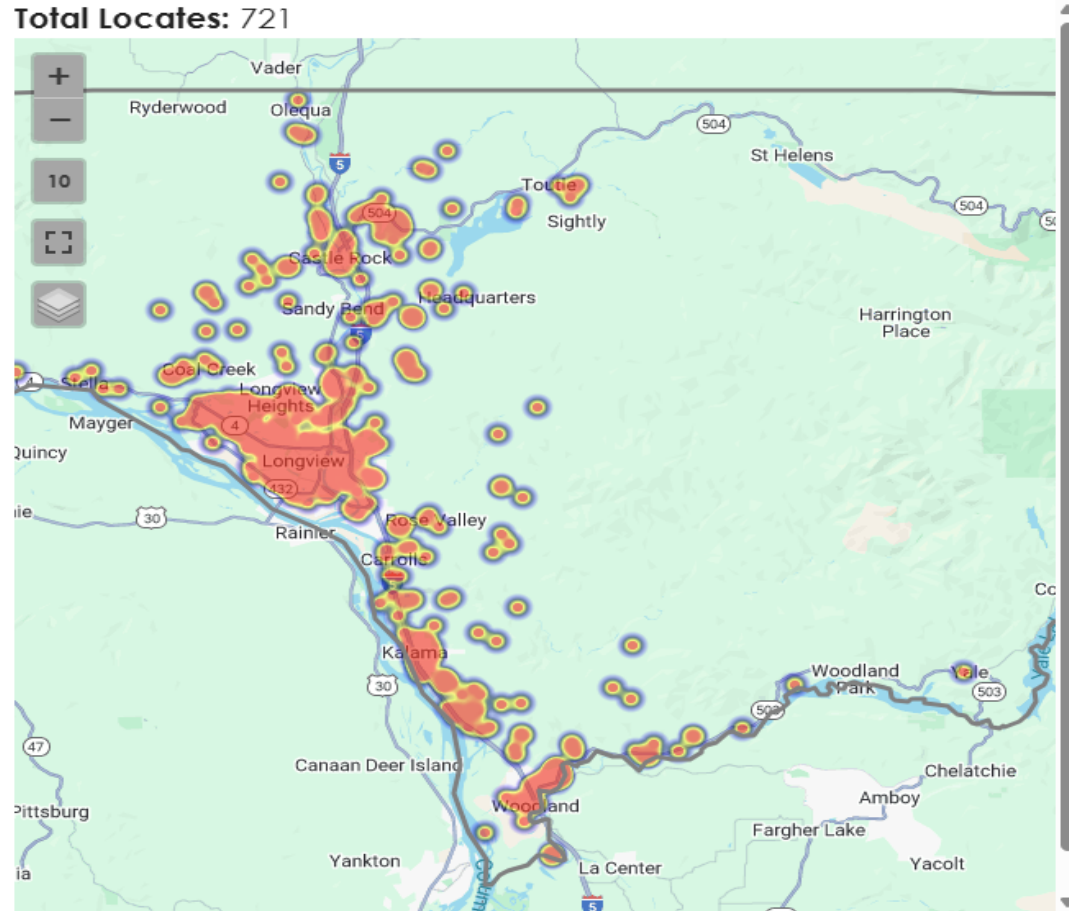 Total Locates: 721
Vader
+
Ryderwood
Olequa
−
504
St Helens
5
10
Toutle
504
504
Sightly
Castle Rock
Headquarters
Sandy Bend
Harrington
Place
5
Coal Creek
4
Stella
Longview
Heights
Mayger
4
Quincy
Longview
432
30
Rose Valley
Rainier
Carrolls
Kalama
30
Woodland
Park
Yale
503
503
47
Canaan Deer Island
Chelatchie
Woodland
Amboy
Pittsburg
Fargher Lake
Yankton
La Center
Yacolt
ia
Colum
5